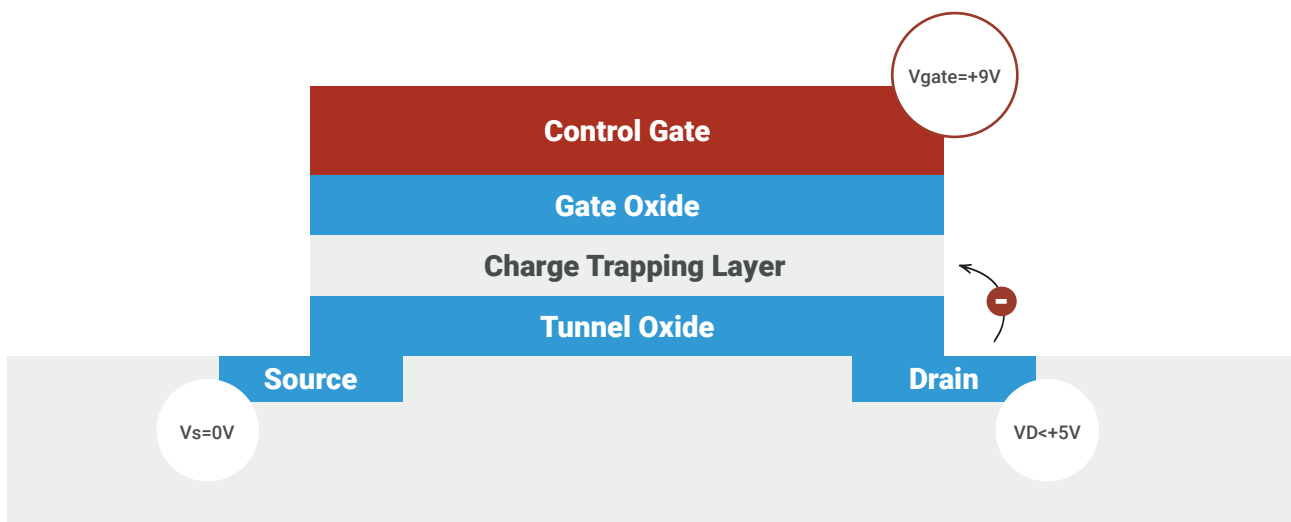 Vgate=+9V
Control Gate
Gate Oxide
Charge Trapping Layer
Tunnel Oxide
Source
Drain
Vs=0V
VD<+5V